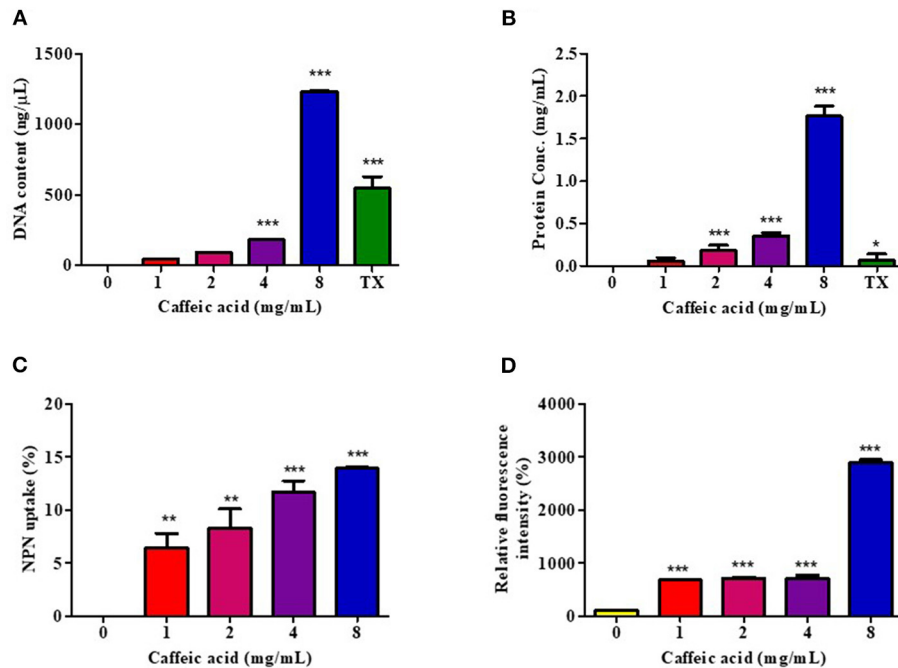 A
DNA content (ng/μL)
1500
1000
500
0
***
***
***
0 1 2 4 8 TX
Caffeic acid (mg/mL)
B
Protein Conc. (mg/mL)
2.5
2.0
1.5
1.0
0.5
0.0
***
***
***
*
0 1 2 4 8 TX
Caffeic acid (mg/mL)
C
NPN uptake (%)
20
15
10
5
0
**
**
***
***
0 1 2 4 8
Caffeic acid (mg/mL)
D
Relative fluorescence
intensity (%)
4000
3000
2000
1000
0
***
***
***
***
0 1 2 4 8
Caffeic acid (mg/mL)